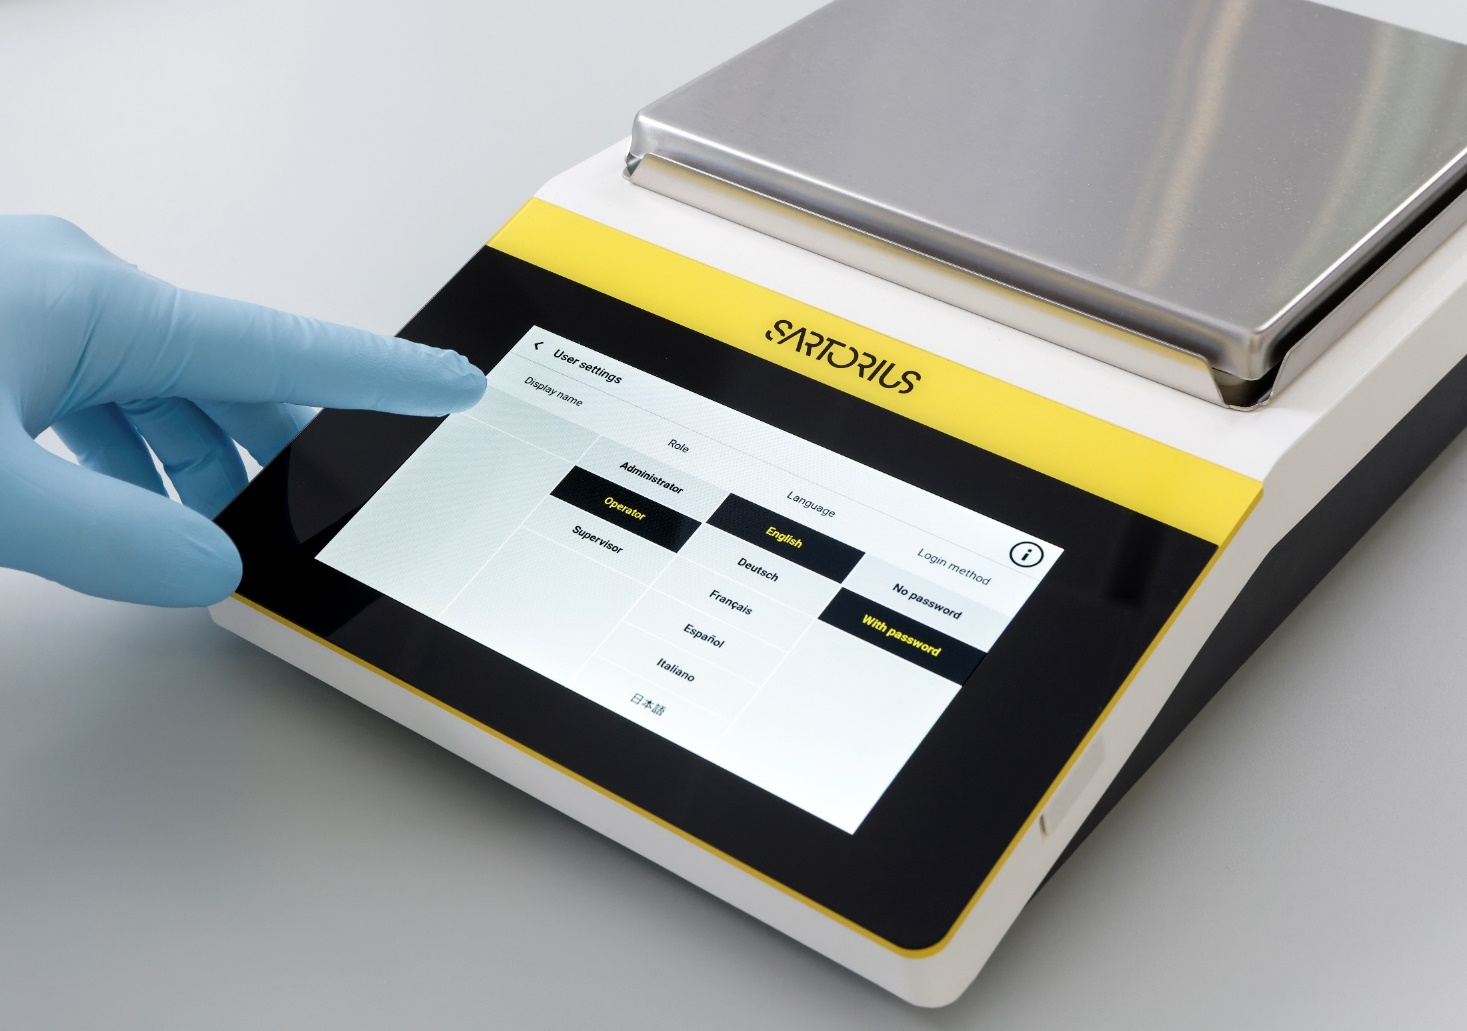 SARTORIUS
User settings
Display name
Role
Language
Login method
Administrator
Operator
Supervisor
English
Deutsch
Français
Español
Italiano
日本語
No password
With password